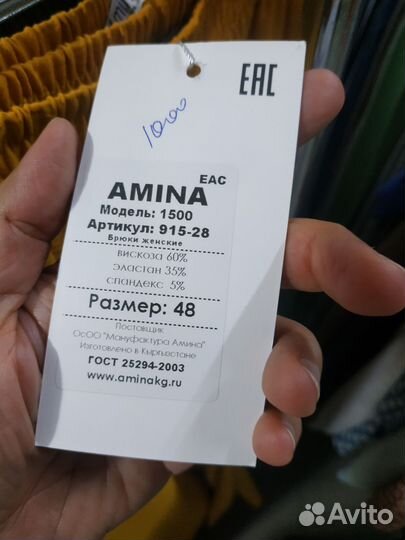 EAC
1000
EAC
AMINA
Модель: 1500
Артикул: 915-28
Брюки женские
вискоза 60%
эластан 35%
спандекс 5%
Размер: 48
Поставщик
ОсОО "Мануфактура Амина"
Изготовлено в Кыргызстане
ГОСТ 25294-2003
www.aminakg.ru
Avito